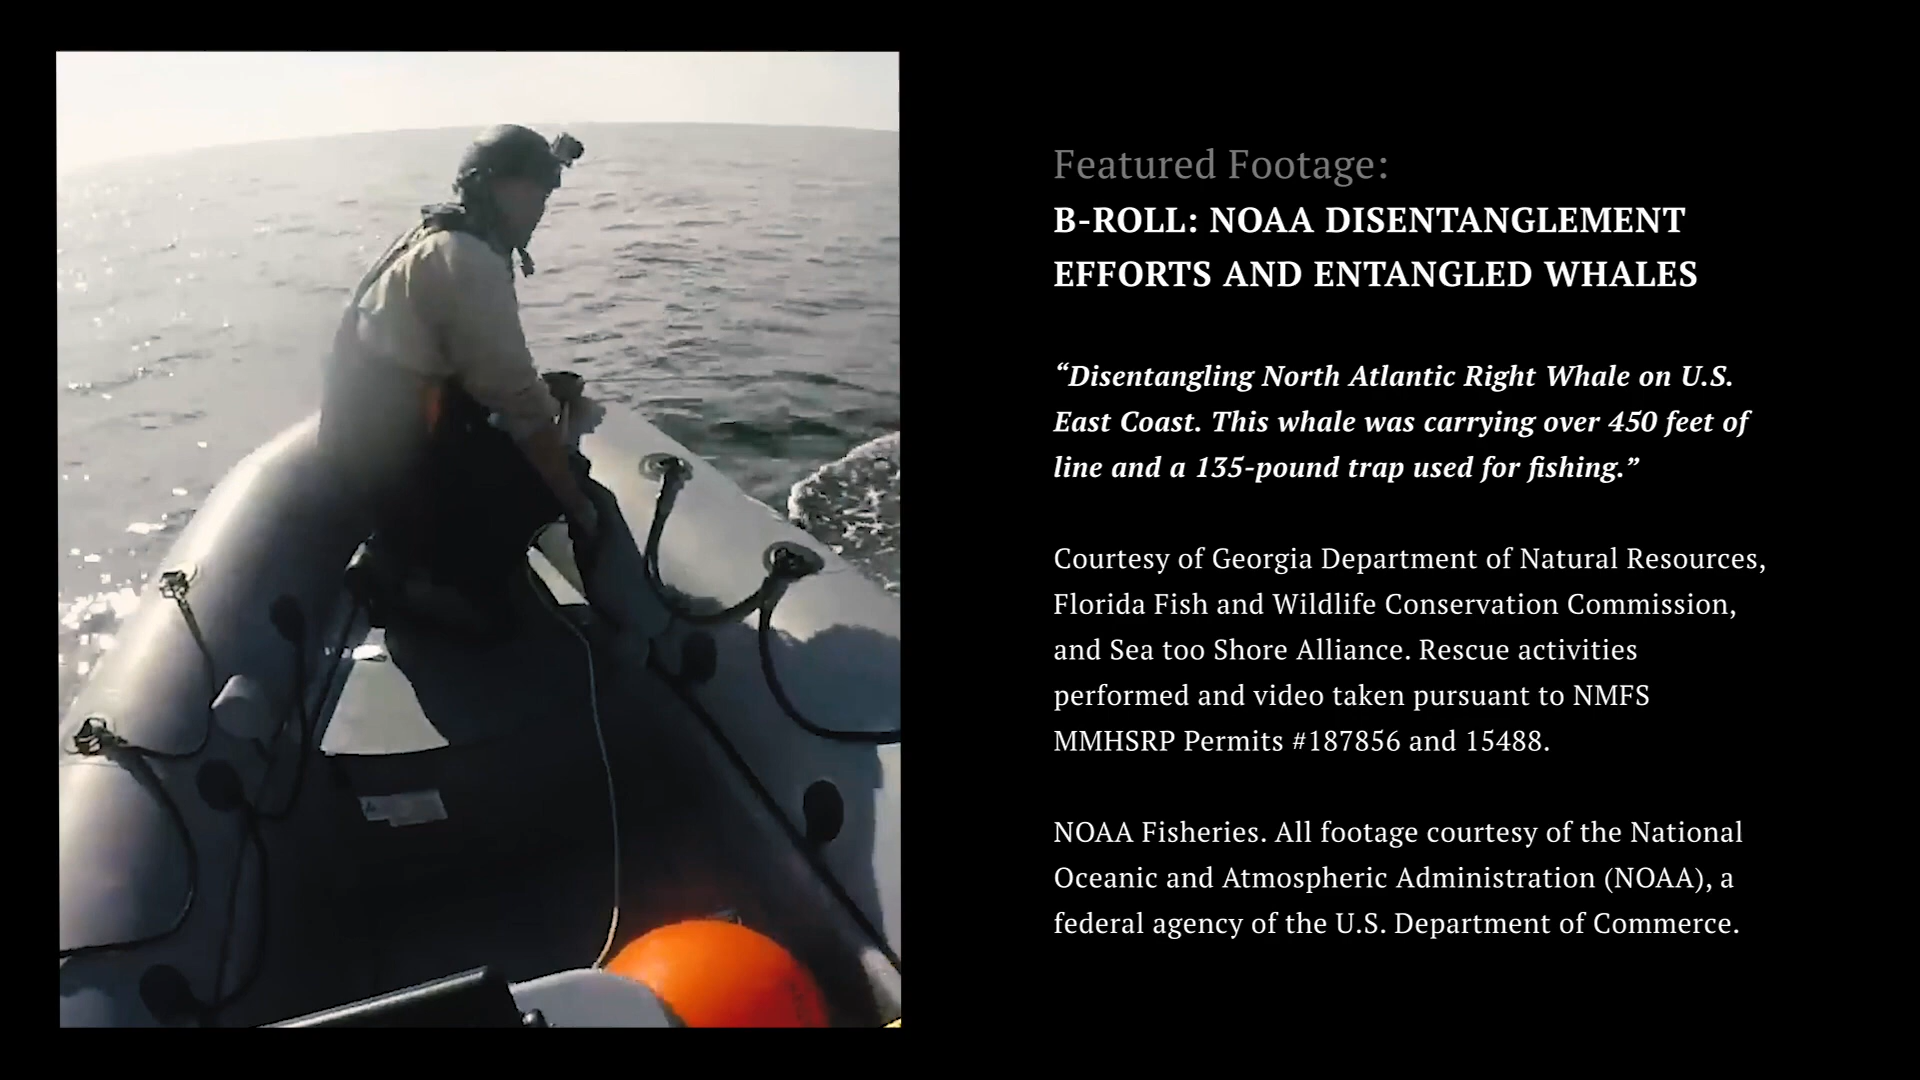 Featured Footage:
B-ROLL: NOAA DISENTANGLEMENT
EFFORTS AND ENTANGLED WHALES
“Disentangling North Atlantic Right Whale on U.S.
East Coast. This whale was carrying over 450 feet of
line and a 135-pound trap used for fishing.”
Courtesy of Georgia Department of Natural Resources,
Florida Fish and Wildlife Conservation Commission,
and Sea too Shore Alliance. Rescue activities
performed and video taken pursuant to NMFS
MMHSRP Permits #187856 and 15488.
NOAA Fisheries. All footage courtesy of the National
Oceanic and Atmospheric Administration (NOAA), a
federal agency of the U.S. Department of Commerce.